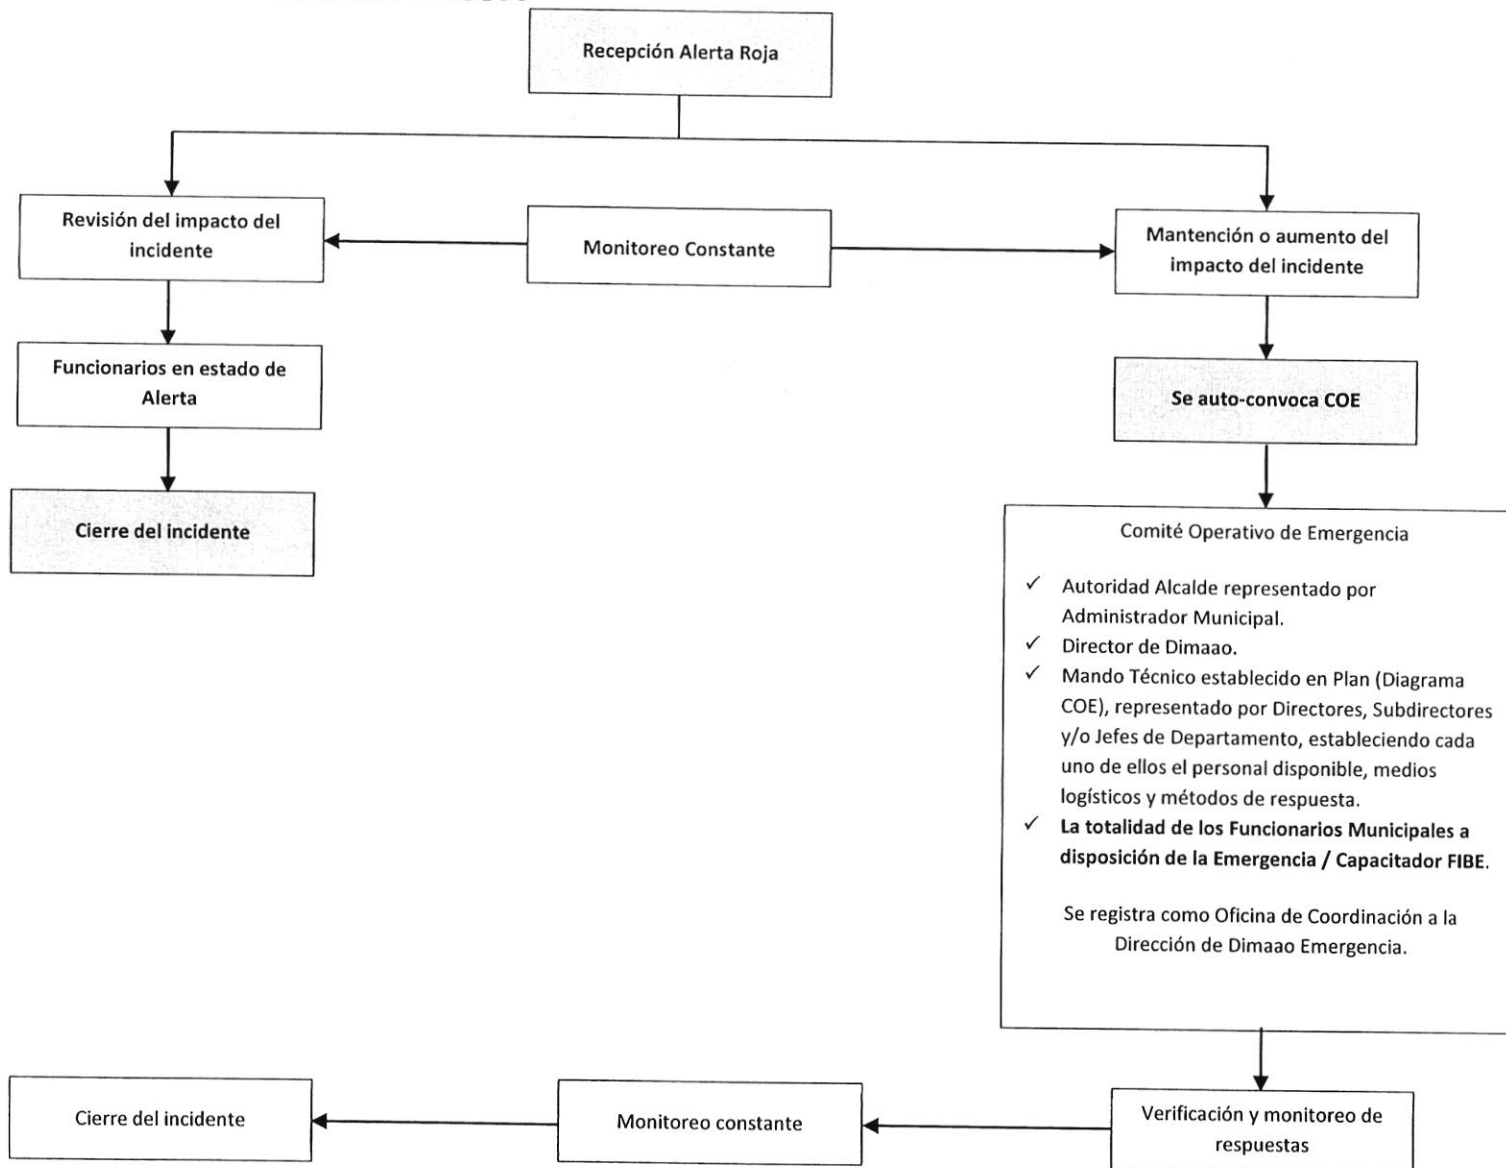 Recepción Alerta Roja
Revisión del impacto del
incidente
Monitoreo Constante
Mantención o aumento del
impacto del incidente
Funcionarios en estado de
Alerta
Se auto-convoca COE
Cierre del incidente
Comité Operativo de Emergencia
✓ Autoridad Alcalde representado por
Administrador Municipal.
✓ Director de Dimaao.
✓ Mando Técnico establecido en Plan (Diagrama
COE), representado por Directores, Subdirectores
y/o Jefes de Departamento, estableciendo cada
uno de ellos el personal disponible, medios
logísticos y métodos de respuesta.
✓ La totalidad de los Funcionarios Municipales a
disposición de la Emergencia / Capacitador FIBE.
Se registra como Oficina de Coordinación a la
Dirección de Dimaao Emergencia.
Cierre del incidente
Monitoreo constante
Verificación y monitoreo de
respuestas